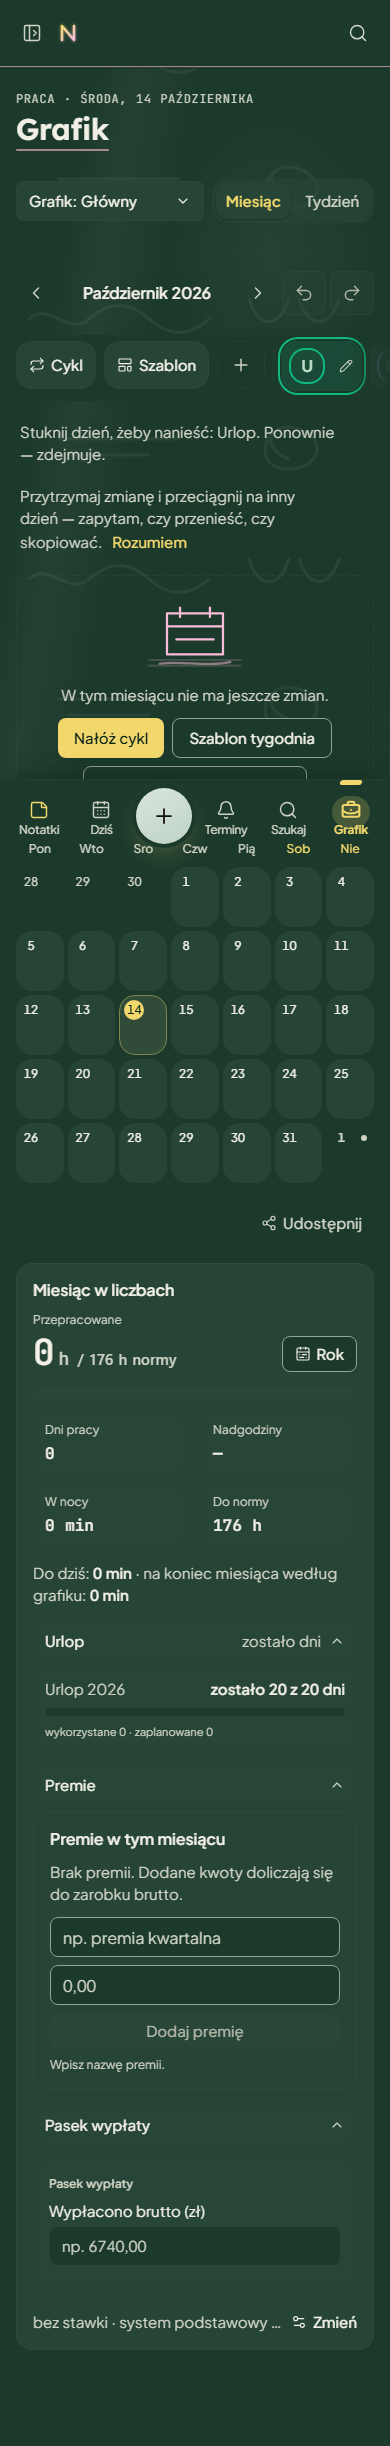 N
PRACA · ŚRODA, 14 PAŹDZIERNIKA
Grafik
Grafik: Główny
Miesiąc Tydzień
Październik 2026
Cykl Szablon U
Stuknij dzień, żeby nanieść: Urlop. Ponownie
— zdejmuje.
Przytrzymaj zmianę i przeciągnij na inny
dzień — zapytam, czy przenieść, czy
skopiować. Rozumiem
W tym miesiącu nie ma jeszcze zmian.
Nałóż cykl Szablon tygodnia
Notatki Dziś Terminy Szukaj Grafik
Pon Wto Śro Czw Pią Sob Nie
28 29 30 1 2 3 4
5 6 7 8 9 10 11
12 13 14 15 16 17 18
19 20 21 22 23 24 25
26 27 28 29 30 31 1
Udostępnij
Miesiąc w liczbach
Przepracowane
0 h / 176 h normy
Rok
Dni pracy Nadgodziny
0 —
W nocy Do normy
0 min 176 h
Do dziś: 0 min · na koniec miesiąca według
grafiku: 0 min
Urlop zostało dni
Urlop 2026 zostało 20 z 20 dni
wykorzystane 0 · zaplanowane 0
Premie
Premie w tym miesiącu
Brak premii. Dodane kwoty doliczają się
do zarobku brutto.
np. premia kwartalna
0,00
Dodaj premię
Wpisz nazwę premii.
Pasek wypłaty
Pasek wypłaty
Wypłacono brutto (zł)
np. 6740,00
bez stawki · system podstawowy … Zmień